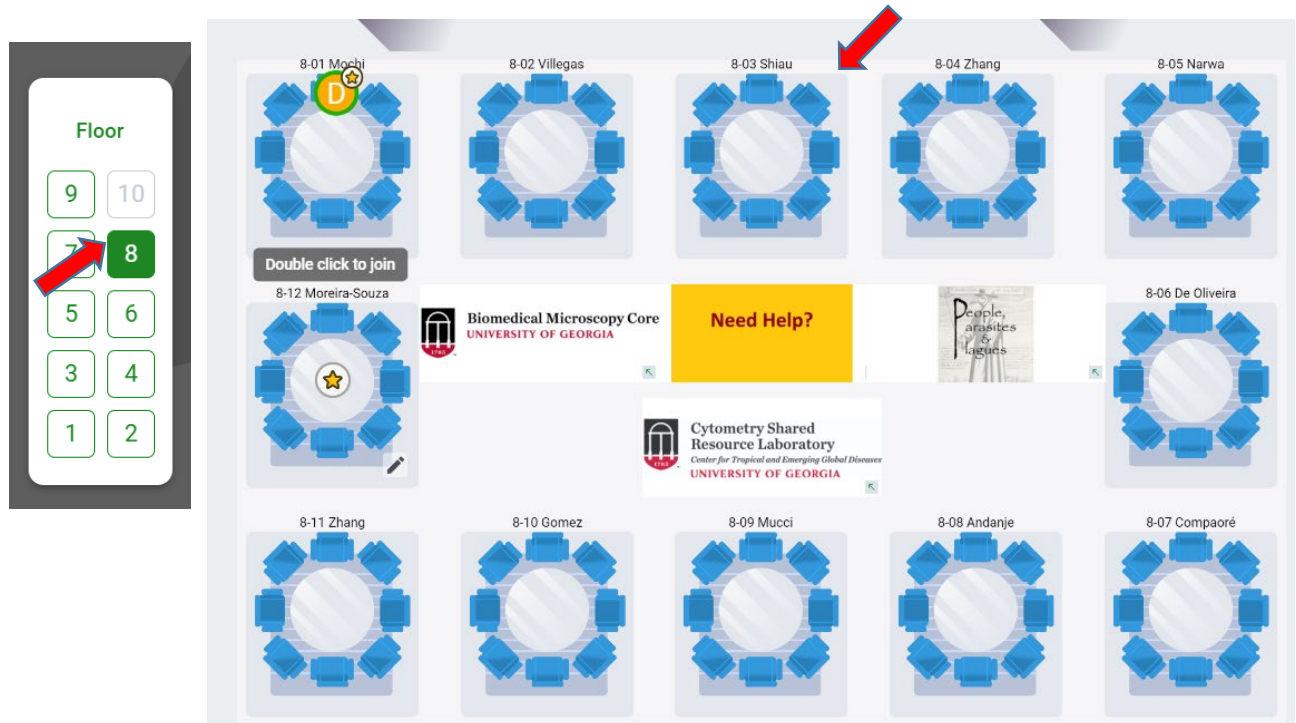 Floor
9 10
7 8
5 6
3 4
1 2
8-01 Mochi
8-02 Villegas
8-03 Shiau
8-04 Zhang
8-05 Narwa
D
Double click to join
8-12 Moreira-Souza
1785
Biomedical Microscopy Core
UNIVERSITY OF GEORGIA
Need Help?
People,
Parasites
&
Plagues
8-06 De Oliveira
1785
Cytometry Shared
Resource Laboratory
Center for Tropical and Emerging Global Diseases
UNIVERSITY OF GEORGIA
8-11 Zhang
8-10 Gomez
8-09 Mucci
8-08 Andanje
8-07 Compaoré